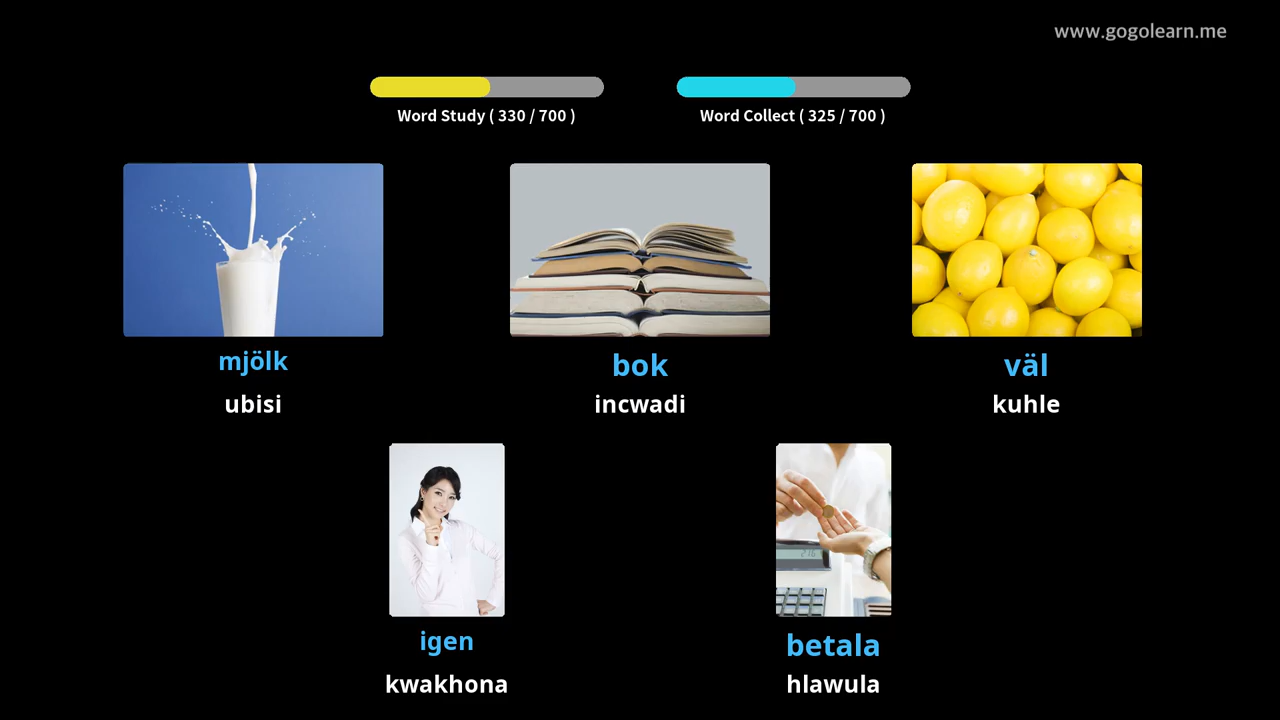 www.gogolearn.me
Word Study ( 330 / 700 )
Word Collect ( 325 / 700 )
mjölk
ubisi
bok
incwadi
väl
kuhle
igen
kwakhona
betala
hlawula